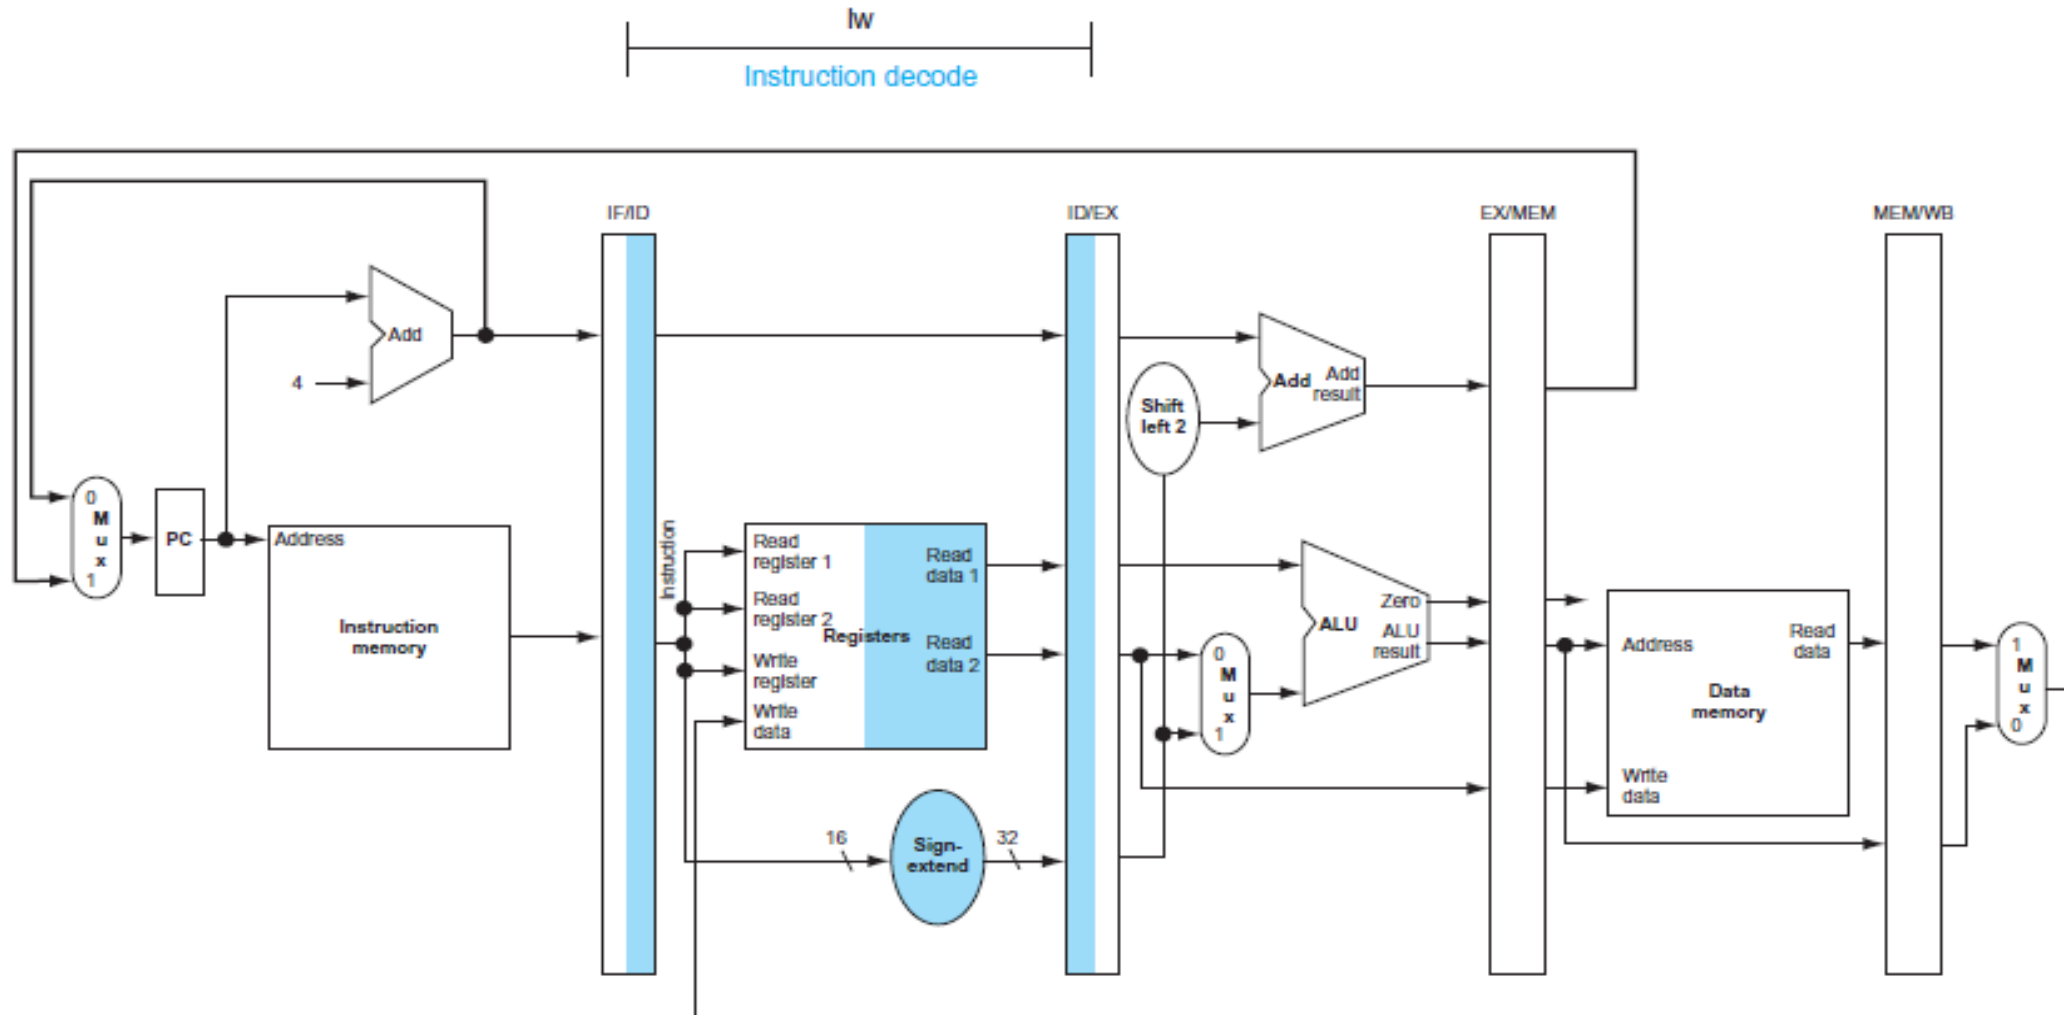 lw
Instruction decode
IF/ID
ID/EX
EX/MEM
MEM/WB
Add
4
Add
Add
result
Shift
left 2
0
M
u
x
1
PC
Address
Instruction
memory
Instruction
Read
register 1
Read
register 2
Write
register
Write
data
Registers
Read
data 1
Read
data 2
16
Sign-
extend
32
0
M
u
x
1
ALU
Zero
ALU
result
Address
Read
data
Data
memory
Write
data
1
M
u
x
0